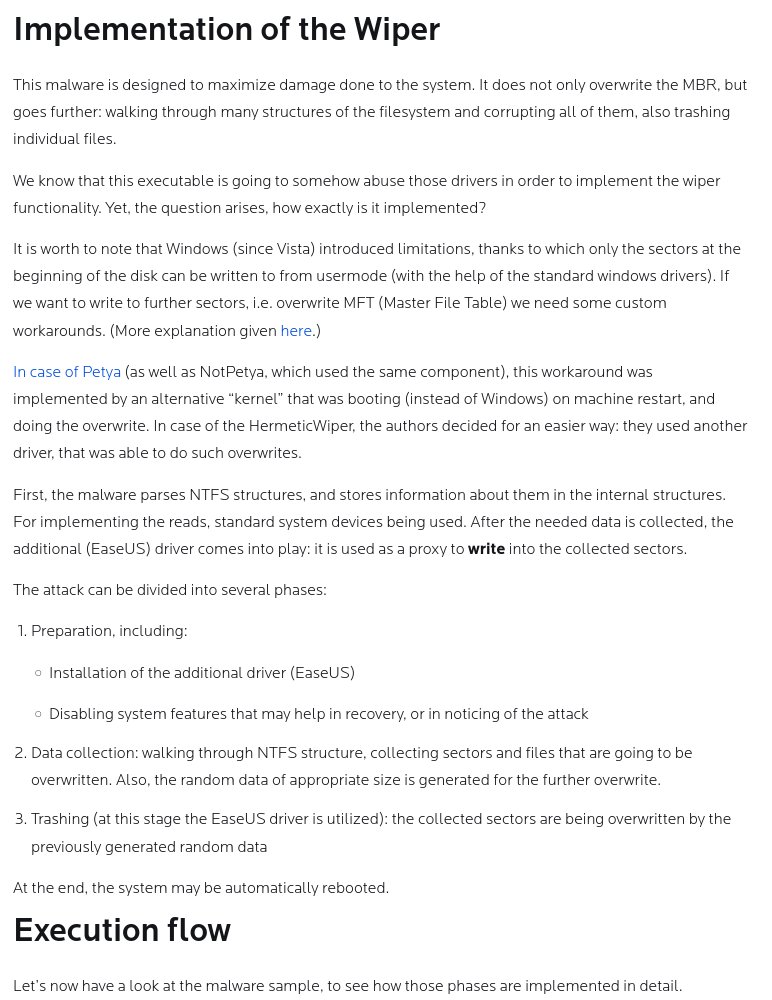 Implementation of the Wiper
This malware is designed to maximize damage done to the system. It does not only overwrite the MBR, but
goes further: walking through many structures of the filesystem and corrupting all of them, also trashing
individual files.
We know that this executable is going to somehow abuse those drivers in order to implement the wiper
functionality. Yet, the question arises, how exactly is it implemented?
It is worth to note that Windows (since Vista) introduced limitations, thanks to which only the sectors at the
beginning of the disk can be written to from usermode (with the help of the standard windows drivers). If
we want to write to further sectors, i.e. overwrite MFT (Master File Table) we need some custom
workarounds. (More explanation given here.)
In case of Petya (as well as NotPetya, which used the same component), this workaround was
implemented by an alternative “kernel” that was booting (instead of Windows) on machine restart, and
doing the overwrite. In case of the HermeticWiper, the authors decided for an easier way: they used another
driver, that was able to do such overwrites.
First, the malware parses NTFS structures, and stores information about them in the internal structures.
For implementing the reads, standard system devices being used. After the needed data is collected, the
additional (EaseUS) driver comes into play: it is used as a proxy to write into the collected sectors.
The attack can be divided into several phases:
1. Preparation, including:
○ Installation of the additional driver (EaseUS)
○ Disabling system features that may help in recovery, or in noticing of the attack
2. Data collection: walking through NTFS structure, collecting sectors and files that are going to be
overwritten. Also, the random data of appropriate size is generated for the further overwrite.
3. Trashing (at this stage the EaseUS driver is utilized): the collected sectors are being overwritten by the
previously generated random data
At the end, the system may be automatically rebooted.
Execution flow
Let’s now have a look at the malware sample, to see how those phases are implemented in detail.